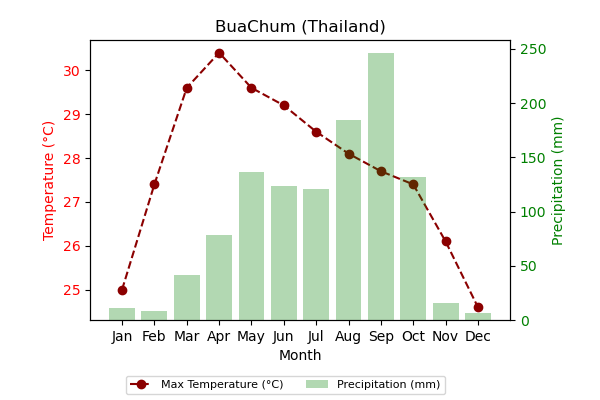 BuaChum (Thailand)
Temperature (°C)
30
29
28
27
26
25
250
200
150
100
50
0
Precipitation (mm)
Jan Feb Mar Apr May Jun Jul Aug Sep Oct Nov Dec
Month
Max Temperature (°C) Precipitation (mm)